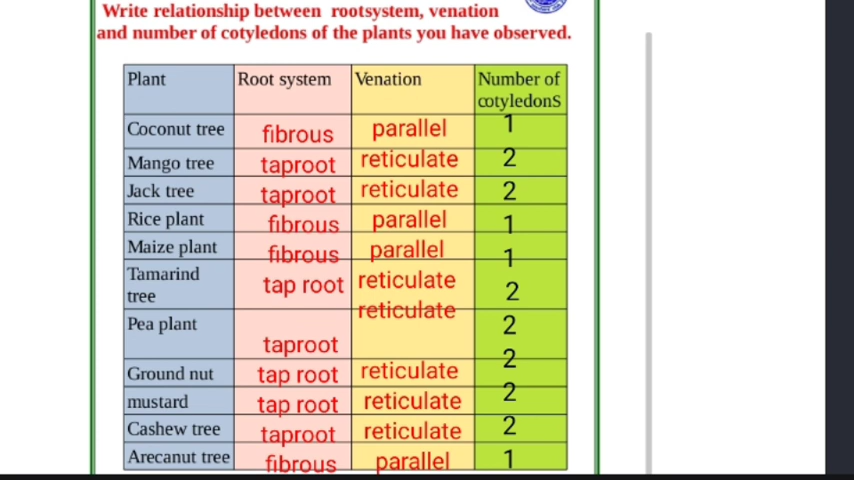 Write relationship between rootsystem, venation
and number of cotyledons of the plants you have observed.
Plant Root system Venation Number of
cotyledonS
Coconut tree fibrous parallel 1
Mango tree taproot reticulate 2
Jack tree taproot reticulate 2
Rice plant fibrous parallel 1
Maize plant fibrous parallel 1
Tamarind
tree tap root reticulate 2
Pea plant taproot reticulate 2
Ground nut tap root reticulate 2
mustard tap root reticulate 2
Cashew tree taproot reticulate 2
Arecanut tree fibrous parallel 1